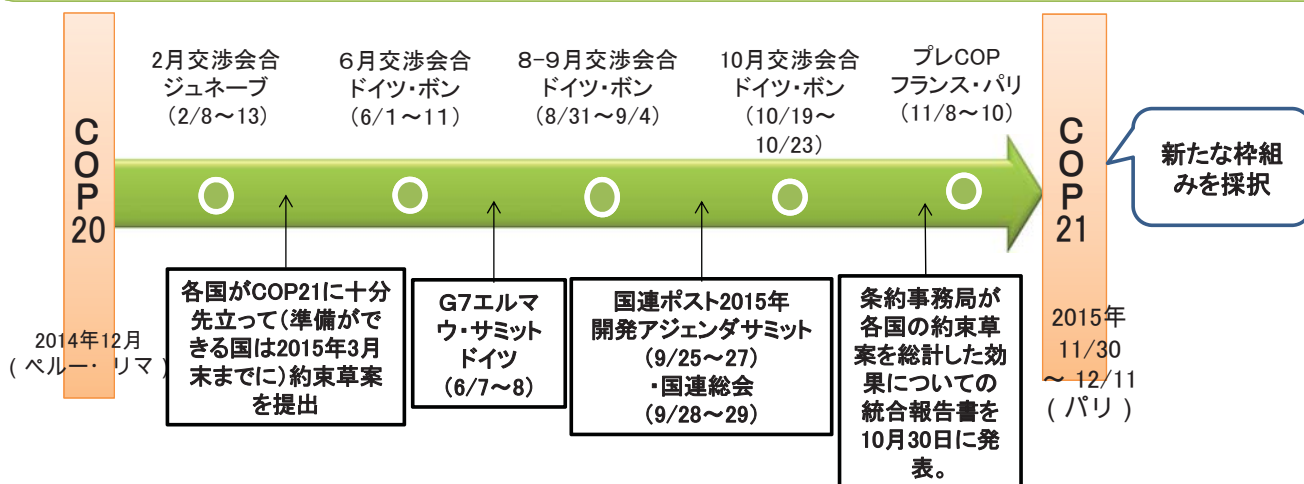 COP20
2014年12月
(ペルー・リマ)
2月交渉会合
ジュネーブ
(2/8~13)
6月交渉会合
ドイツ・ボン
(6/1~11)
8-9月交渉会合
ドイツ・ボン
(8/31~9/4)
10月交渉会合
ドイツ・ボン
(10/19~
10/23)
プレCOP
フランス・パリ
(11/8~10)
COP21
2015年
11/30
~ 12/11
(パリ)
新たな枠組
みを採択
各国がCOP21に十分
先立って(準備がで
きる国は2015年3月
末までに)約束草案
を提出
G7エルマ
ウ・サミット
ドイツ
(6/7~8)
国連ポスト2015年
開発アジェンダサミット
(9/25~27)
・国連総会
(9/28~29)
条約事務局が
各国の約束草
案を総計した効
果についての
統合報告書を
10月30日に発
表。